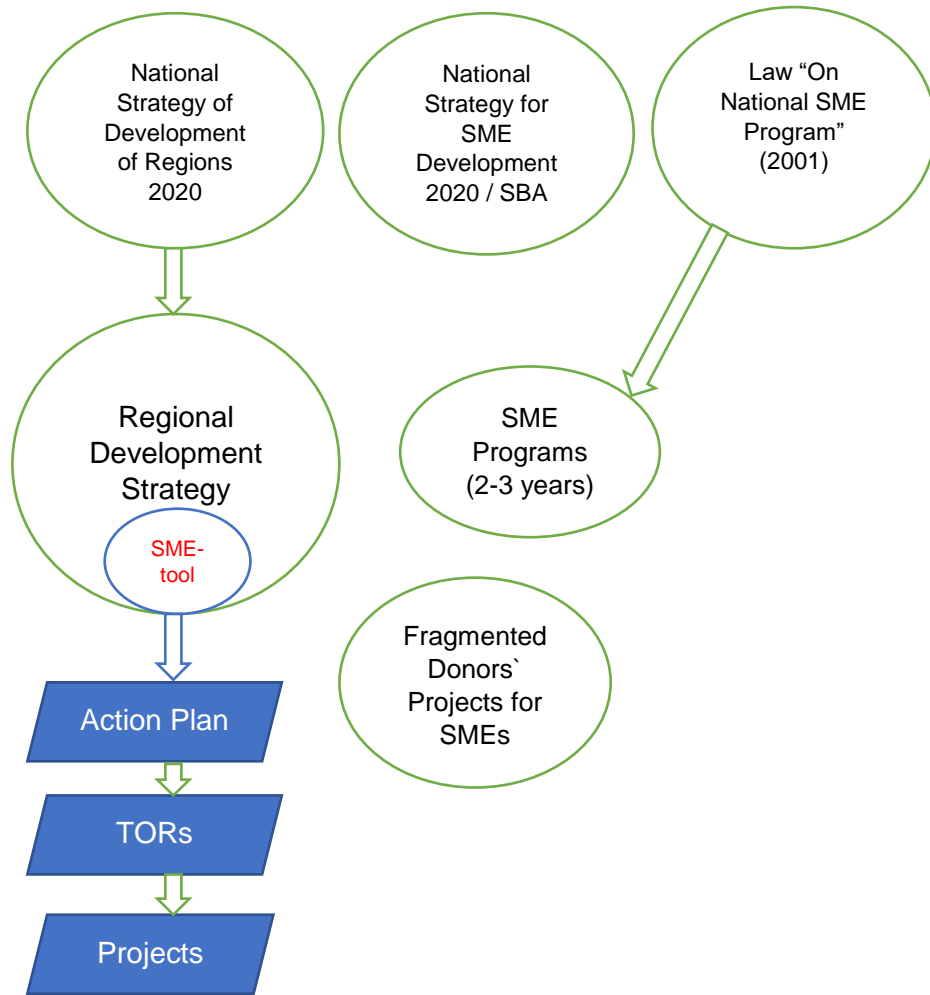 National
Strategy of
Development
of Regions
2020
National
Strategy for
SME
Development
2020 / SBA
Law “On
National SME
Program”
(2001)
Regional
Development
Strategy
SME-
tool
SME
Programs
(2-3 years)
Fragmented
Donors`
Projects for
SMEs
Action Plan
TORs
Projects